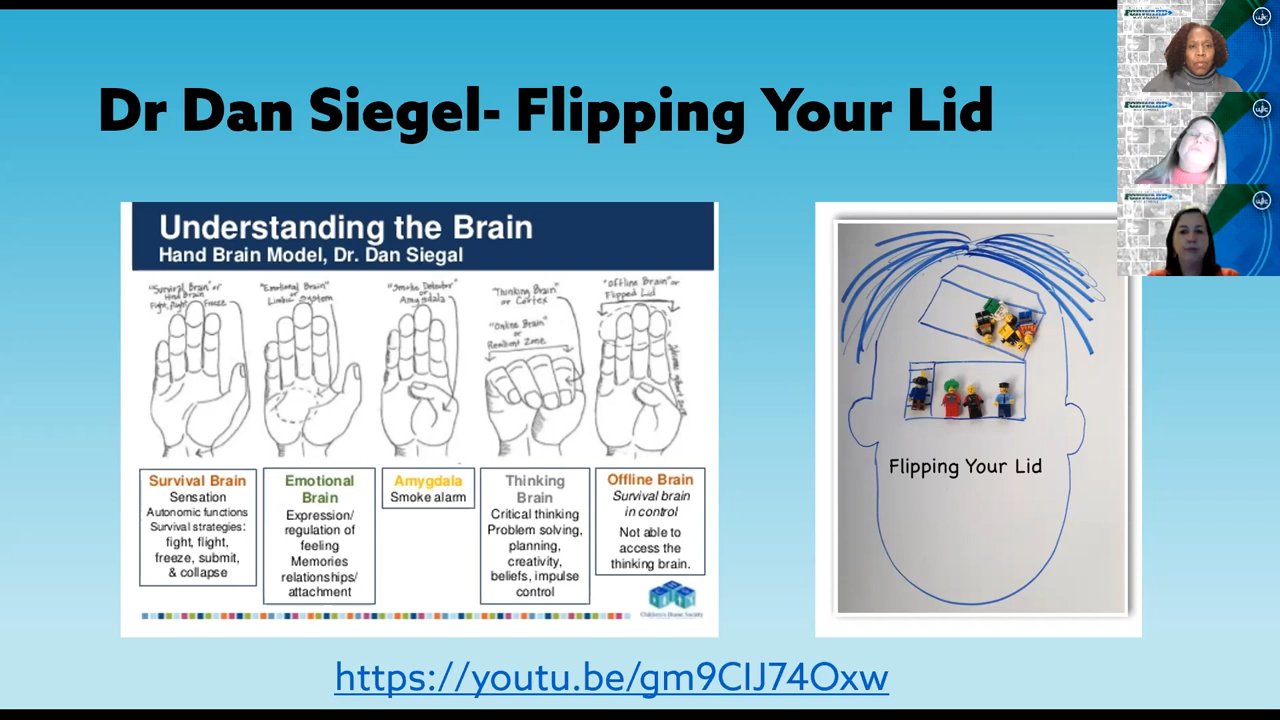 Dr Dan Siegel- Flipping Your Lid
Understanding the Brain
Hand Brain Model, Dr. Dan Siegal
"Survival Brain" or
Hind Brain
Fight, Flight, Freeze
"Emotional Brain"
or
Limbic System
"Smoke Detector"
or
Amygdala
"Thinking Brain"
or Cortex
"Online Brain"
or
Resilient Zone
"Offline Brain" or
Flipped Lid
Survival Brain
Sensation
Autonomic functions
Survival strategies:
fight, flight,
freeze, submit,
& collapse
Emotional
Brain
Expression/
regulation of
feeling
Memories
relationships/
attachment
Amygdala
Smoke alarm
Thinking
Brain
Critical thinking
Problem solving,
planning,
creativity,
beliefs, impulse
control
Offline Brain
Survival brain
in control
Not able to
access the
thinking brain.
Children's Home Society
Flipping Your Lid
https://youtu.be/gm9CIJ74Oxw
FORWARD
FORWARD
FORWARD